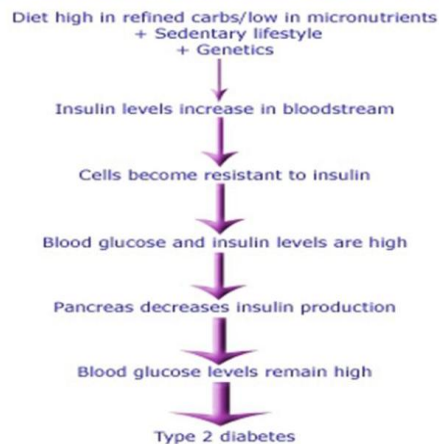 Diet high in refined carbs/low in micronutrients
+ Sedentary lifestyle
+ Genetics
Insulin levels increase in bloodstream
Cells become resistant to insulin
Blood glucose and insulin levels are high
Pancreas decreases insulin production
Blood glucose levels remain high
Type 2 diabetes